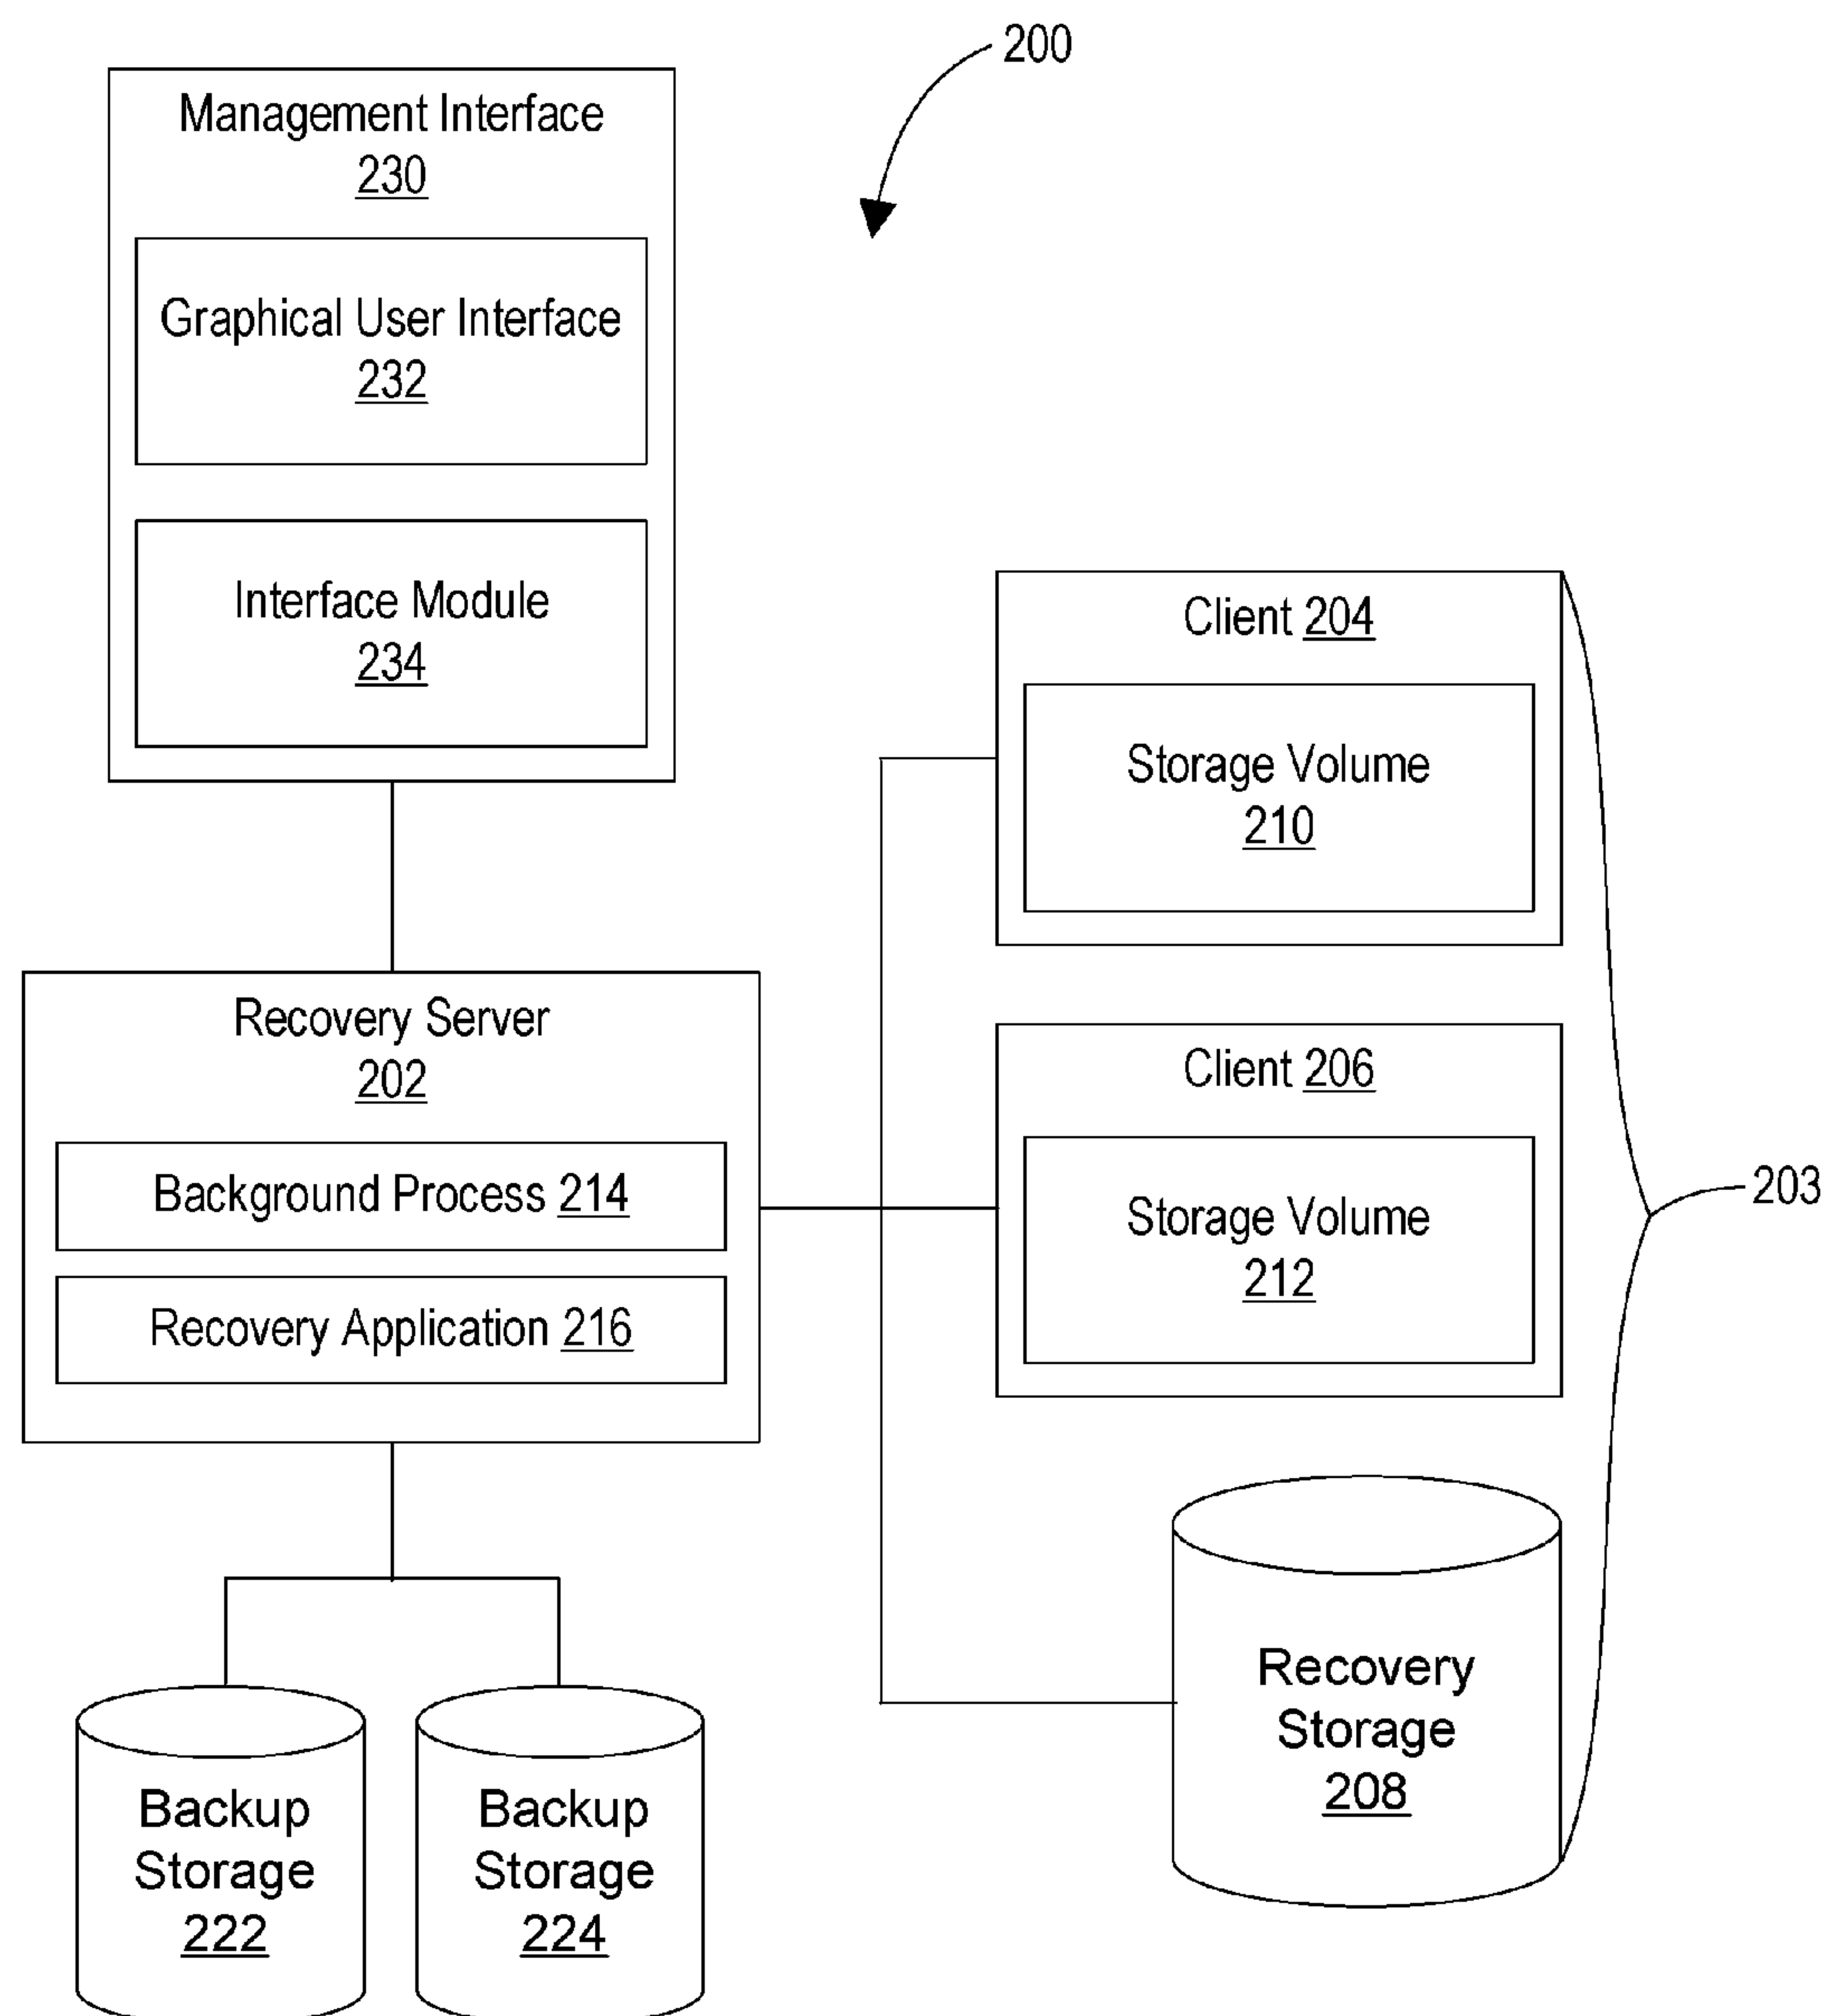 200
Management Interface
230
Graphical User Interface
232
Interface Module
234
Client 204
Storage Volume
210
Recovery Server
202
Background Process 214
Recovery Application 216
Client 206
Storage Volume
212
203
Recovery
Storage
208
Backup
Storage
222
Backup
Storage
224